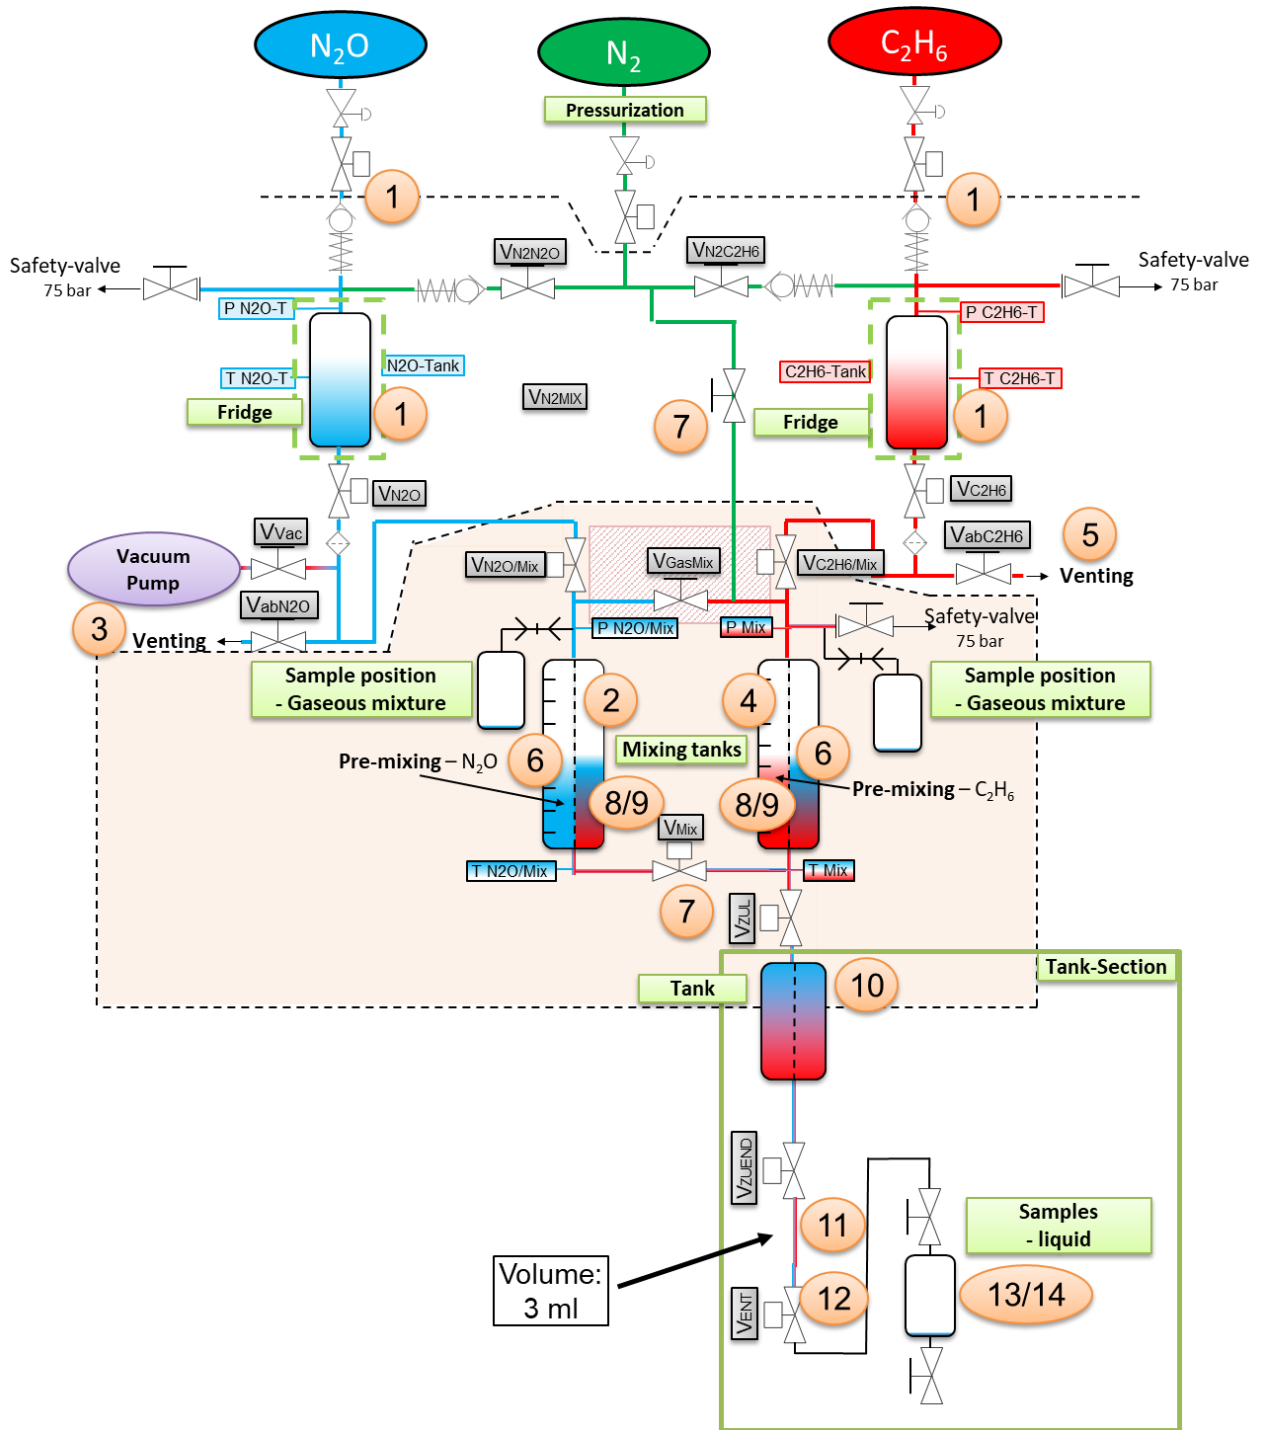 N2O
N2
C2H6
Pressurization
1
1
VN2N2O
VN2C2H6
Safety-valve
75 bar
Safety-valve
75 bar
P N2O-T
P C2H6-T
N2O-Tank
C2H6-Tank
T N2O-T
T C2H6-T
VN2MIX
Fridge
1
7
Fridge
1
VN2O
VC2H6
VVac
VabC2H6
5
Vacuum
Pump
VN2O/Mix
VGasMix
VC2H6/Mix
Venting
VabN2O
3
Venting
P N2O/Mix
P Mix
Safety-valve
75 bar
Sample position
- Gaseous mixture
2
4
Sample position
- Gaseous mixture
Mixing tanks
Pre-mixing – N2O
6
6
8/9
8/9
Pre-mixing – C2H6
VMix
T N2O/Mix
T Mix
7
VZUL
Tank-Section
Tank
10
VZUEND
11
Samples
- liquid
Volume:
3 ml
12
VENT
13/14